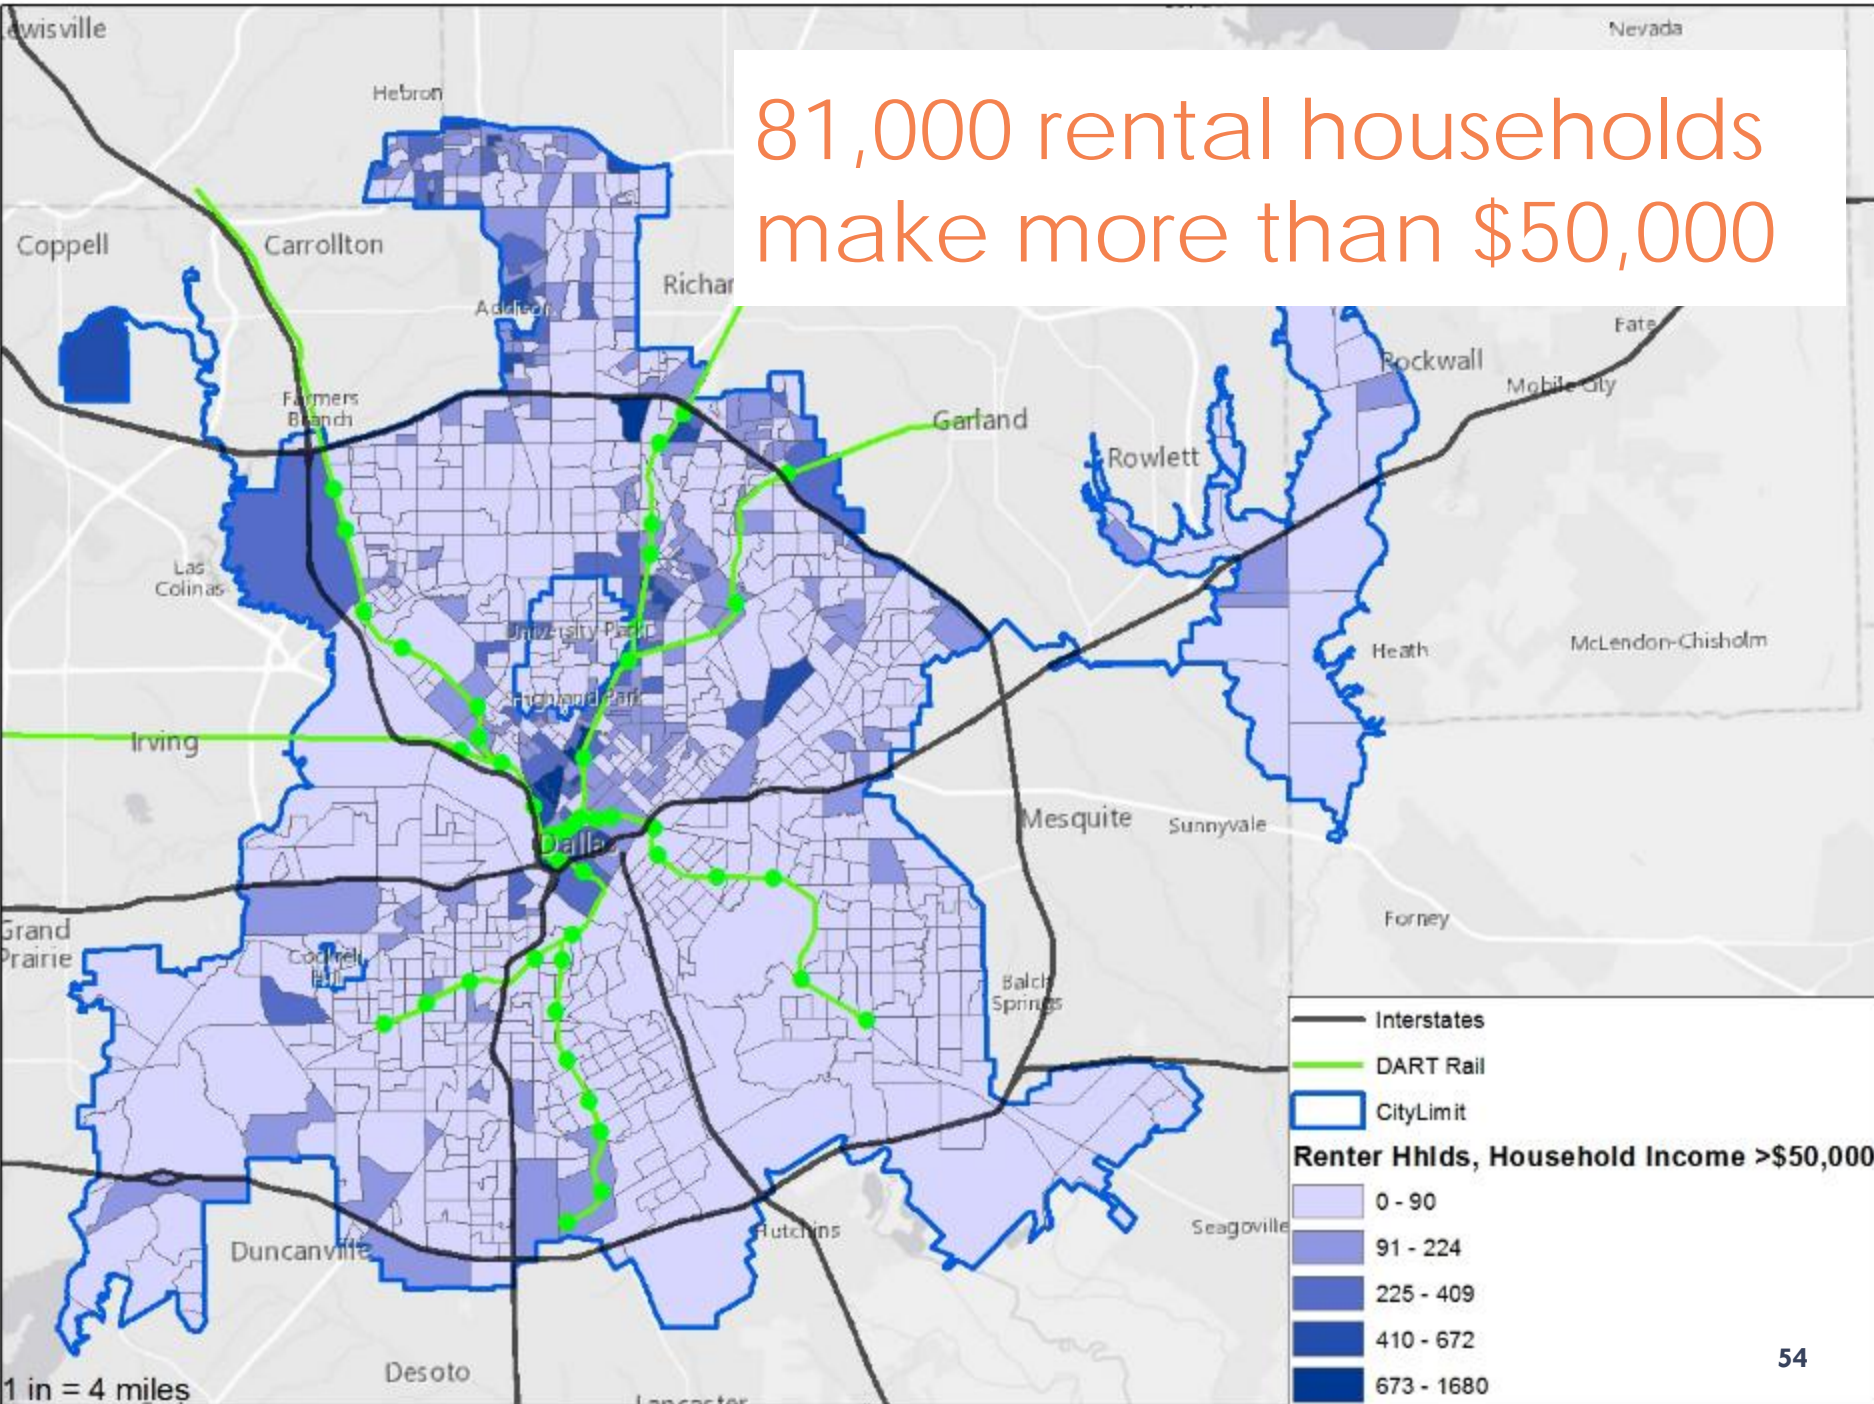 81,000 rental households
make more than $50,000
Nevada
Hebron
Coppell
Carrollton
Addison
Fate
Rockwall
Mobile City
Farmers
Branch
Garland
Rowlett
Las
Colinas
University Park
Heath
McLendon-Chisholm
Highland Park
Irving
Dallas
Mesquite
Sunnyvale
Grand
Prairie
Cockrell
Hill
Forney
Balch
Springs
Hutchins
Seagoville
Duncanville
Desoto
1 in = 4 miles
Interstates
DART Rail
CityLimit
Renter Hhlds, Household Income >$50,000
0 - 90
91 - 224
225 - 409
410 - 672
673 - 1680
54